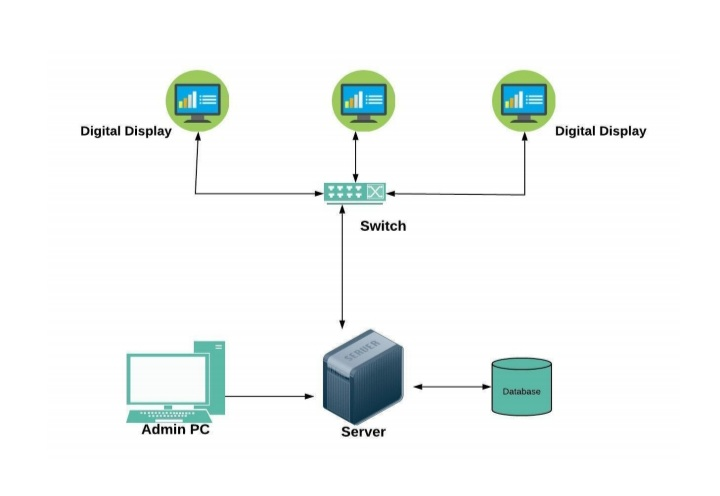 Digital Display
Digital Display
Switch
SERVER
Database
Admin PC
Server